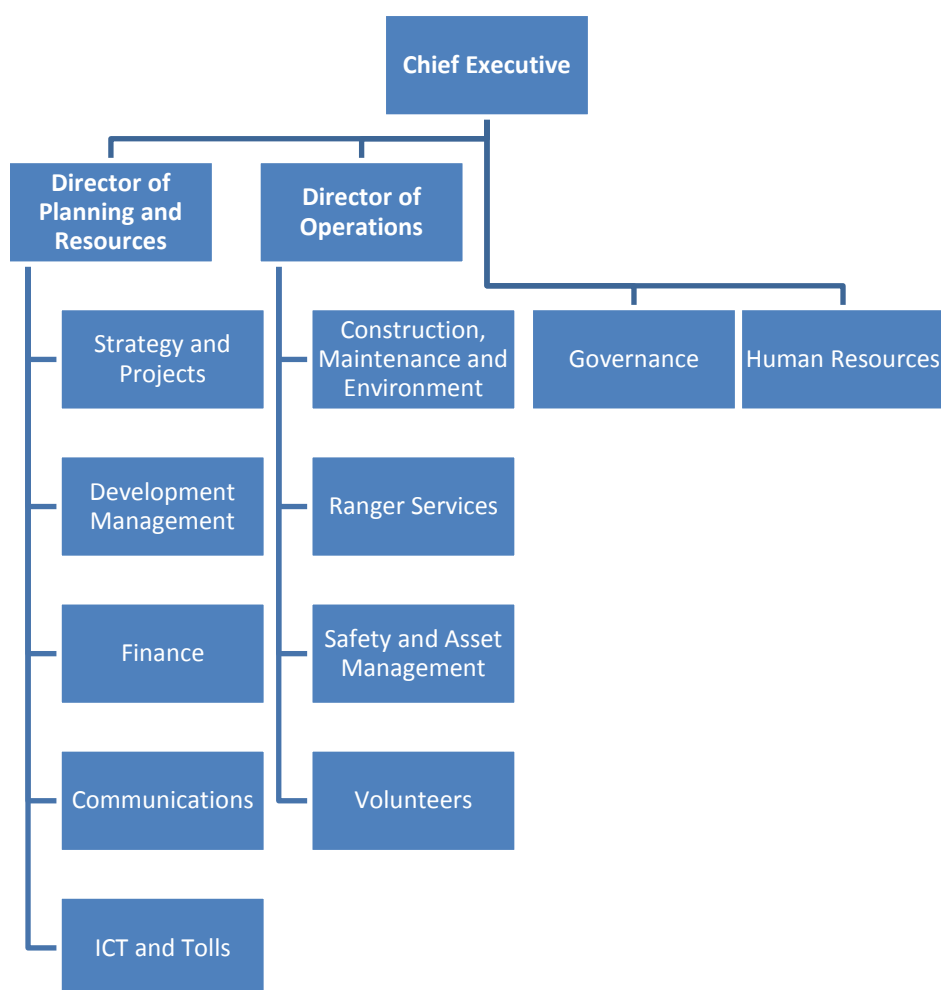 Chief Executive
Director of
Planning and
Resources
Director of
Operations
Strategy and
Projects
Construction,
Maintenance and
Environment
Governance
Human Resources
Development
Management
Ranger Services
Finance
Safety and Asset
Management
Communications
Volunteers
ICT and Tolls